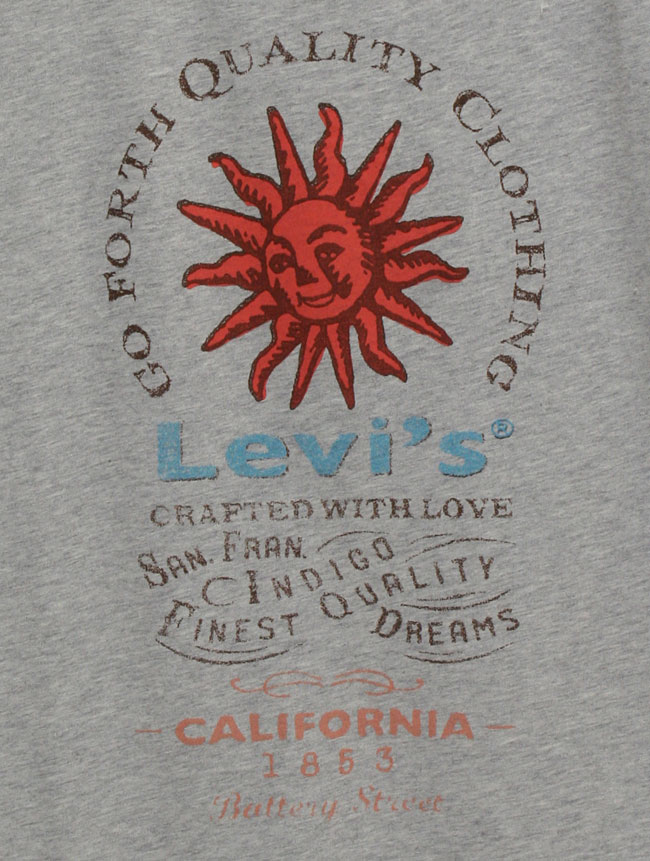 GO FORTH QUALITY CLOTHING
Levi's®
CRAFTED WITH LOVE
SAN. FRAN.
INDIGO
QUALITY
FINEST
DREAMS
CALIFORNIA
1853
Battery Street